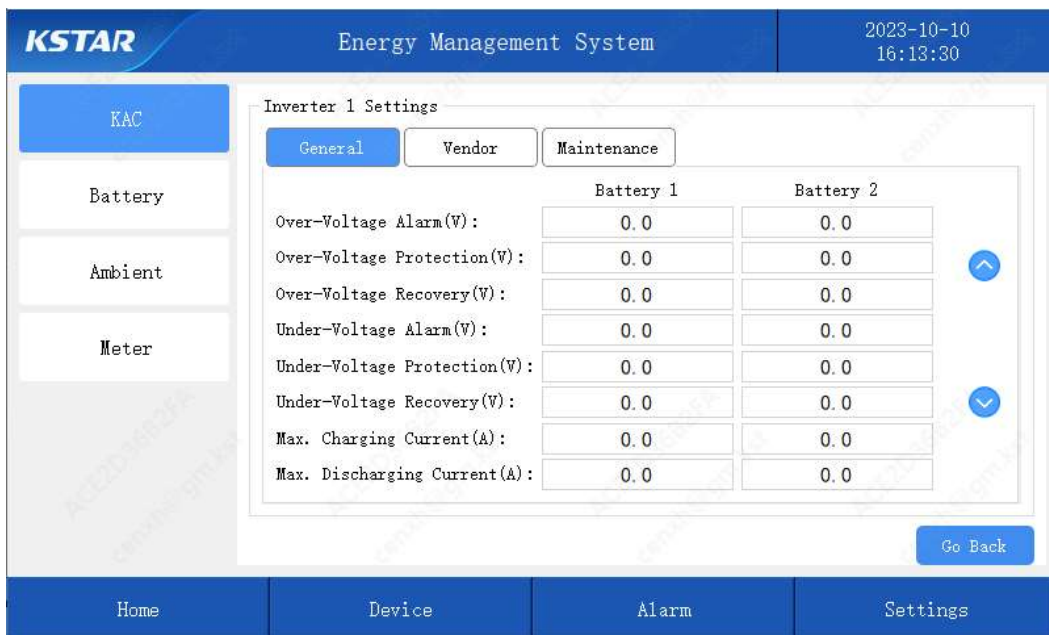 KSTAR
Energy Management System
2023-10-10
16:13:30
KAC
Battery
Ambient
Meter
Inverter 1 Settings
General Vendor Maintenance
Battery 1 Battery 2
Over-Voltage Alarm(V): 0.0 0.0
Over-Voltage Protection(V): 0.0 0.0
Over-Voltage Recovery(V): 0.0 0.0
Under-Voltage Alarm(V): 0.0 0.0
Under-Voltage Protection(V): 0.0 0.0
Under-Voltage Recovery(V): 0.0 0.0
Max. Charging Current(A): 0.0 0.0
Max. Discharging Current(A): 0.0 0.0
Go Back
Home Device Alarm Settings